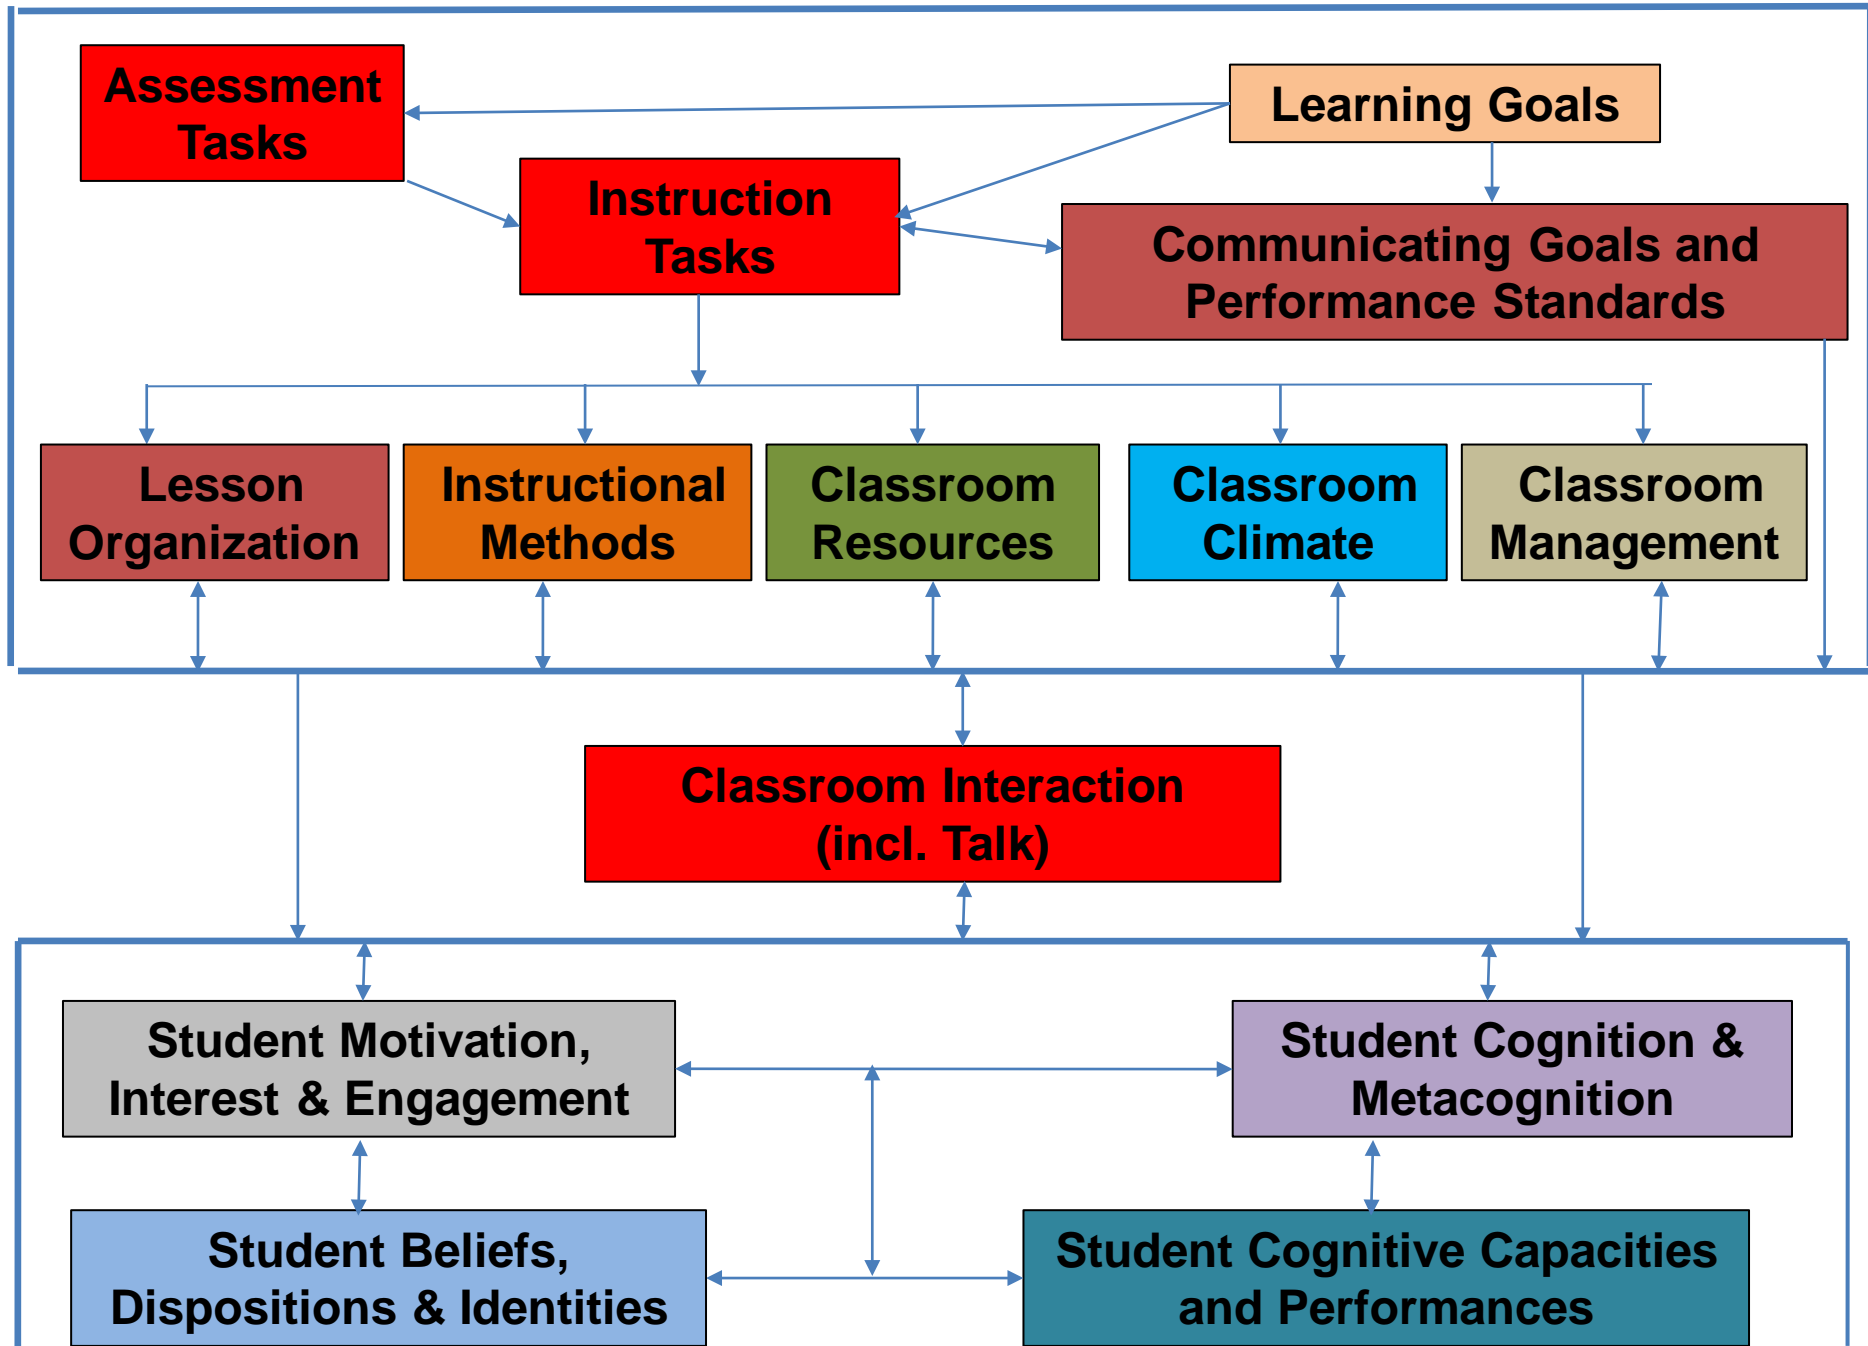 Assessment
Tasks
Learning Goals
Instruction
Tasks
Communicating Goals and
Performance Standards
Lesson
Organization
Instructional
Methods
Classroom
Resources
Classroom
Climate
Classroom
Management
Classroom Interaction
(incl. Talk)
Student Motivation,
Interest & Engagement
Student Cognition &
Metacognition
Student Beliefs,
Dispositions & Identities
Student Cognitive Capacities
and Performances